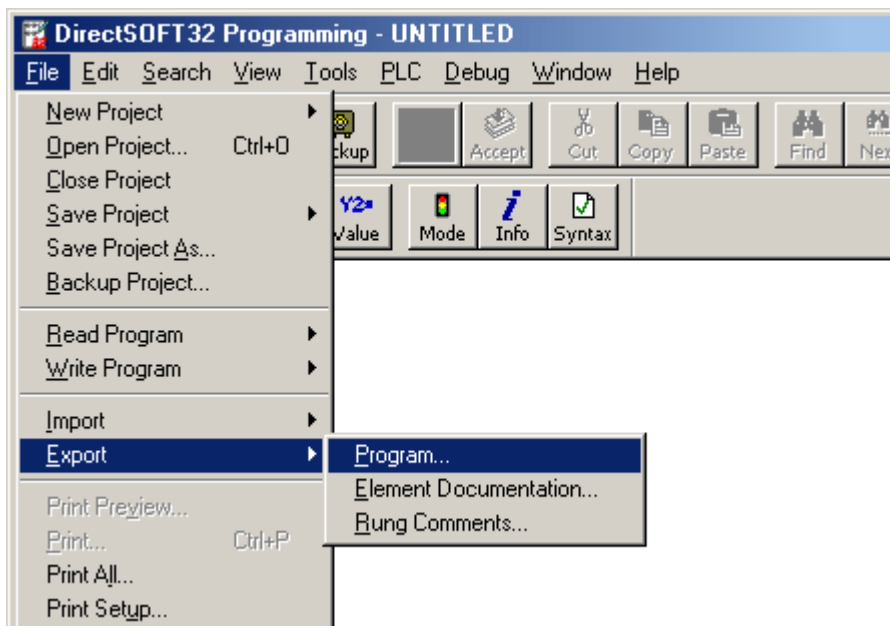 DirectSOFT32 Programming - UNTITLED
File Edit Search View Tools PLC Debug Window Help
New Project
Open Project... Ctrl+O
Close Project
Save Project
Save Project As...
Backup Project...
Read Program
Write Program
Import
Export
Print Preview...
Print... Ctrl+P
Print All...
Print Setup...
Program...
Element Documentation...
Rung Comments...
Accept Cut Copy Paste Find
Y2=
Value Mode Info Syntax